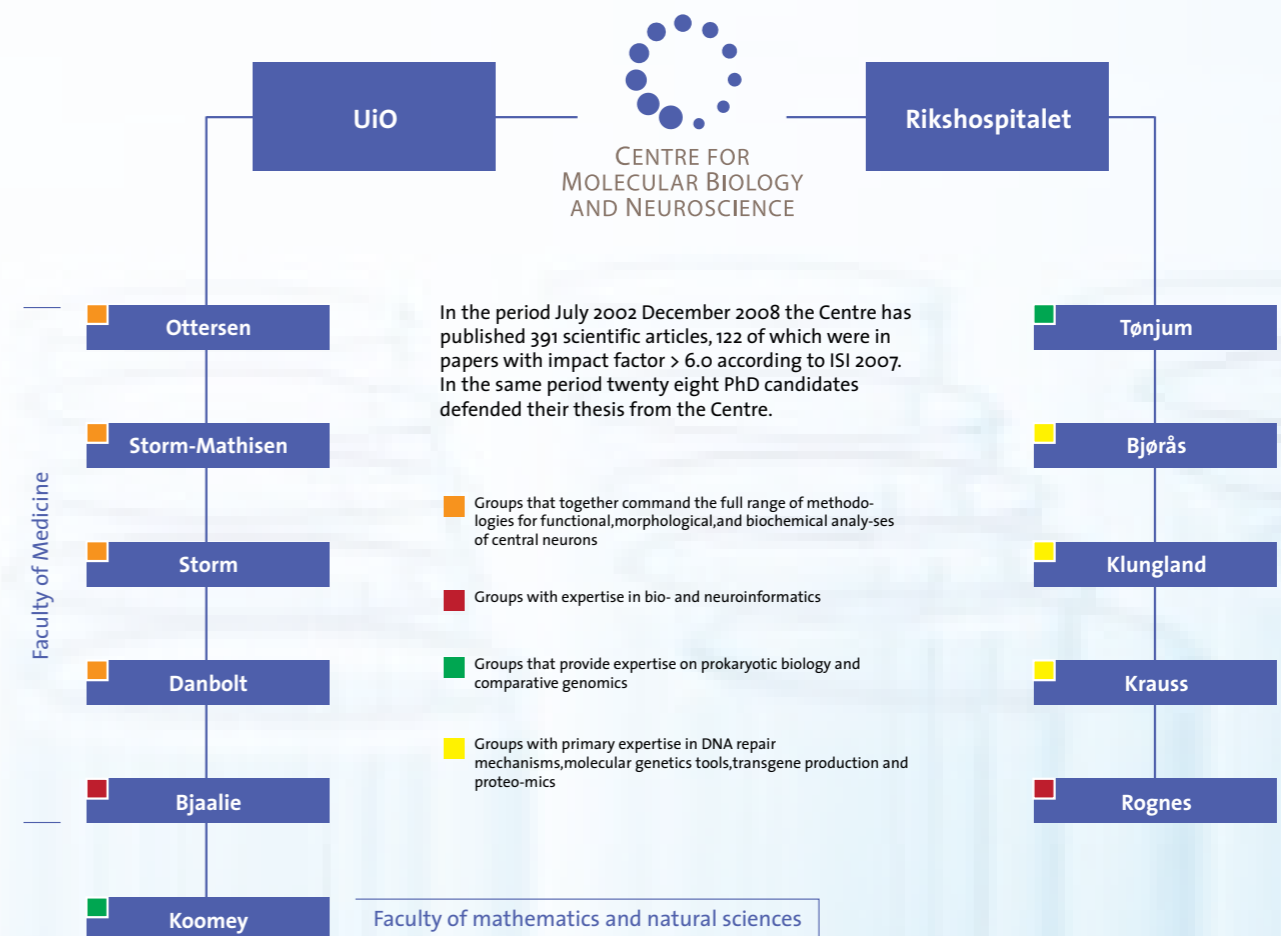 UiO
Rikshospitalet
CENTRE FOR
MOLECULAR BIOLOGY
AND NEUROSCIENCE
Faculty of Medicine
Ottersen
Storm-Mathisen
Storm
Danbolt
Bjaalie
Koomey
Faculty of mathematics and natural sciences
In the period July 2002 December 2008 the Centre has
published 391 scientific articles, 122 of which were in
papers with impact factor > 6.0 according to ISI 2007.
In the same period twenty eight PhD candidates
defended their thesis from the Centre.
Groups that together command the full range of methodo-
logies for functional,morphological,and biochemical analy-ses
of central neurons
Groups with expertise in bio- and neuroinformatics
Groups that provide expertise on prokaryotic biology and
comparative genomics
Groups with primary expertise in DNA repair
mechanisms,molecular genetics tools,transgene production and
proteo-mics
Tønjum
Bjørås
Klungland
Krauss
Rognes